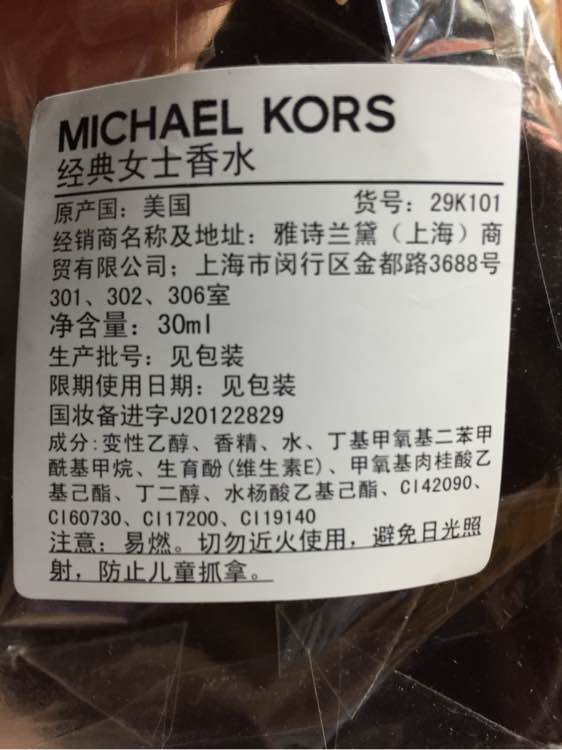 MICHAEL KORS
经典女士香水
原产国：美国 货号：29K101
经销商名称及地址：雅诗兰黛（上海）商
贸有限公司；上海市闵行区金都路3688号
301、302、306室
净含量：30ml
生产批号：见包装
限期使用日期：见包装
国妆备进字J20122829
成分:变性乙醇、香精、水、丁基甲氧基二苯甲
酰基甲烷、生育酚(维生素E)、甲氧基肉桂酸乙
基己酯、丁二醇、水杨酸乙基己酯、CI42090、
CI60730、CI17200、CI19140
注意：易燃。切勿近火使用，避免日光照
射，防止儿童抓拿。